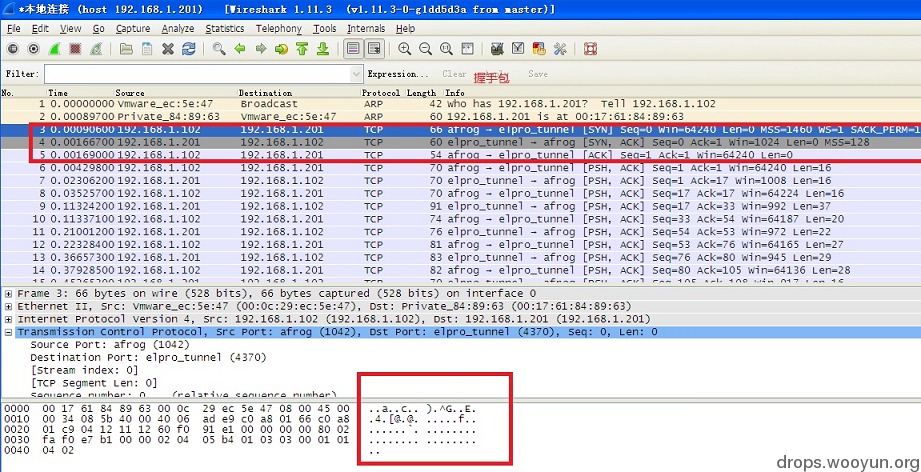 *本地连接 (host 192.168.1.201) [Wireshark 1.11.3 (v1.11.3-0-g1dd5d3a from master)]
File Edit View Go Capture Analyze Statistics Telephony Tools Internals Help
Filter: Expression... Clear Save
握手包
No. Time Source Destination Protocol Length Info
1 0.00000000 Vmware_ec:5e:47 Broadcast ARP 42 who has 192.168.1.201? Tell 192.168.1.102
2 0.00089700 Private_84:89:63 Vmware_ec:5e:47 ARP 60 192.168.1.201 is at 00:17:61:84:89:63
3 0.00090600 192.168.1.102 192.168.1.201 TCP 66 afrog → elpro_tunnel [SYN] Seq=0 Win=64240 Len=0 MSS=1460 WS=1 SACK_PERM=1
4 0.00166700 192.168.1.201 192.168.1.102 TCP 60 elpro_tunnel → afrog [SYN, ACK] Seq=0 Ack=1 Win=1024 Len=0 MSS=128
5 0.00169000 192.168.1.102 192.168.1.201 TCP 54 afrog → elpro_tunnel [ACK] Seq=1 Ack=1 Win=64240 Len=0
6 0.00429800 192.168.1.102 192.168.1.201 TCP 70 afrog → elpro_tunnel [PSH, ACK] Seq=1 Ack=1 Win=64240 Len=16
7 0.02306200 192.168.1.201 192.168.1.102 TCP 70 elpro_tunnel → afrog [PSH, ACK] Seq=1 Ack=17 Win=1008 Len=16
8 0.03525700 192.168.1.102 192.168.1.201 TCP 70 afrog → elpro_tunnel [PSH, ACK] Seq=17 Ack=17 Win=64224 Len=16
9 0.11324200 192.168.1.201 192.168.1.102 TCP 91 elpro_tunnel → afrog [PSH, ACK] Seq=17 Ack=33 Win=992 Len=37
10 0.11337100 192.168.1.102 192.168.1.201 TCP 74 afrog → elpro_tunnel [PSH, ACK] Seq=33 Ack=54 Win=64187 Len=20
11 0.21001200 192.168.1.201 192.168.1.102 TCP 76 elpro_tunnel → afrog [PSH, ACK] Seq=54 Ack=53 Win=972 Len=22
12 0.22328400 192.168.1.102 192.168.1.201 TCP 81 afrog → elpro_tunnel [PSH, ACK] Seq=53 Ack=76 Win=64165 Len=27
13 0.36657300 192.168.1.201 192.168.1.102 TCP 83 elpro_tunnel → afrog [PSH, ACK] Seq=76 Ack=80 Win=945 Len=29
14 0.37928500 192.168.1.102 192.168.1.201 TCP 82 afrog → elpro_tunnel [PSH, ACK] Seq=80 Ack=105 Win=64136 Len=28
Frame 3: 66 bytes on wire (528 bits), 66 bytes captured (528 bits) on interface 0
Ethernet II, Src: Vmware_ec:5e:47 (00:0c:29:ec:5e:47), Dst: Private_84:89:63 (00:17:61:84:89:63)
Internet Protocol Version 4, Src: 192.168.1.102 (192.168.1.102), Dst: 192.168.1.201 (192.168.1.201)
Transmission Control Protocol, Src Port: afrog (1042), Dst Port: elpro_tunnel (4370), Seq: 0, Len: 0
Source Port: afrog (1042)
Destination Port: elpro_tunnel (4370)
[Stream index: 0]
[TCP Segment Len: 0]
Sequence number: 0 (relative sequence number)
0000 00 17 61 84 89 63 00 0c 29 ec 5e 47 08 00 45 00 ..a..c.. ).^G..E.
0010 00 34 08 5b 40 00 40 06 ad e9 c0 a8 01 66 c0 a8 .4.[@.@. .....f..
0020 01 c9 04 12 11 12 60 f0 91 e1 00 00 00 00 80 02 ......`. ........
0030 fa f0 e7 b1 00 00 02 04 05 b4 01 03 03 00 01 01 ........ ........
0040 04 02 ..
drops.wooyun.org